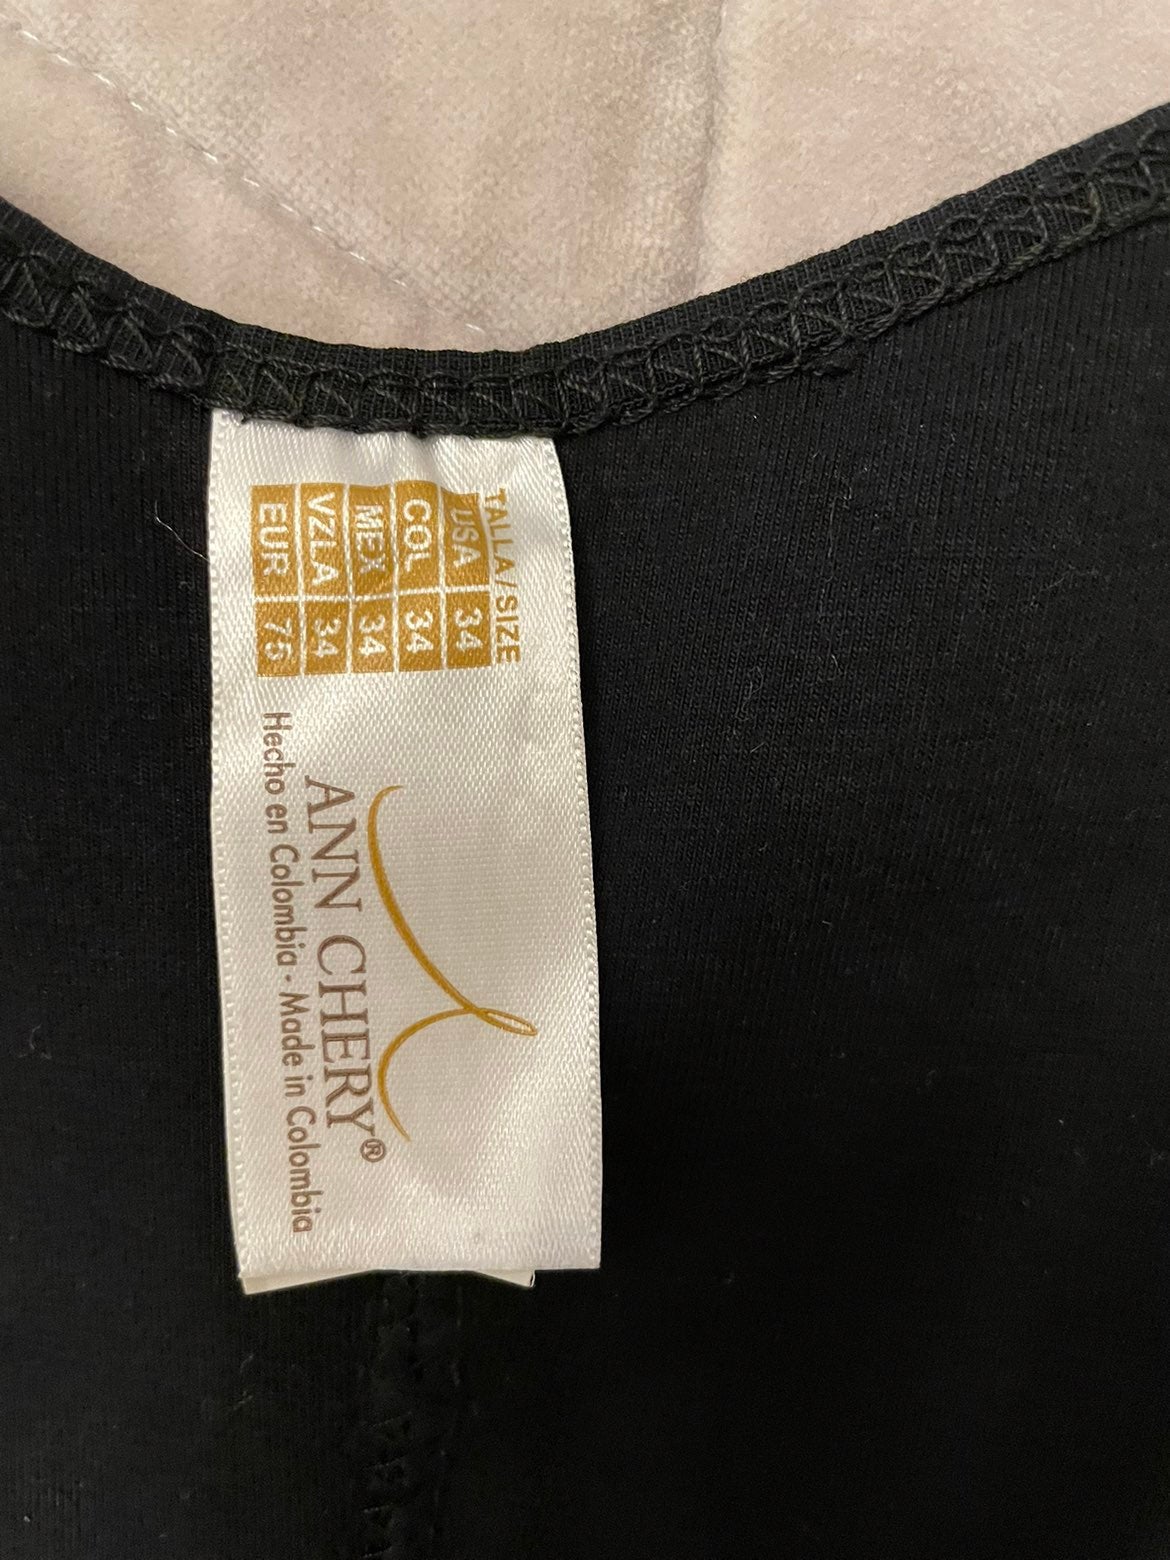 TALLA/SIZE
USA 34
COL 34
MEX 34
VZLA 34
EUR 75
ANN CHERY®
Hecho en Colombia - Made in Colombia